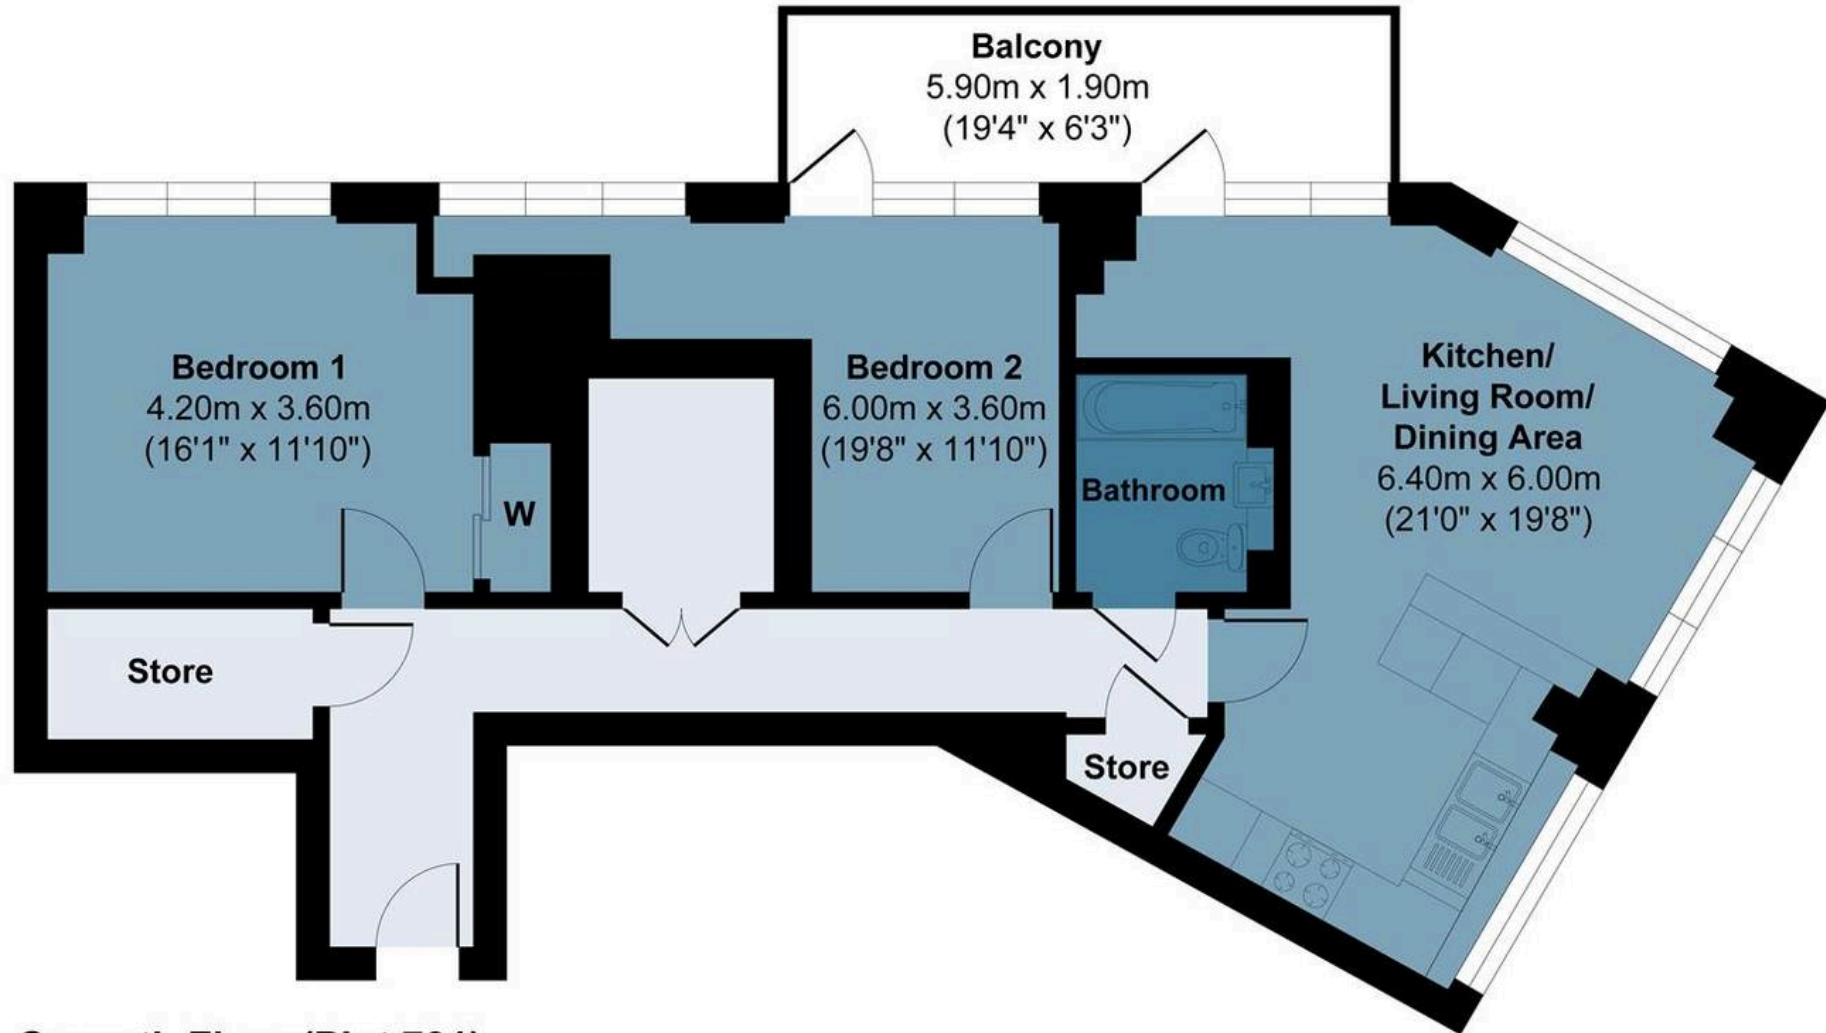 Balcony
5.90m x 1.90m
(19'4" x 6'3")
Bedroom 1
4.20m x 3.60m
(16'1" x 11'10")
Bedroom 2
6.00m x 3.60m
(19'8" x 11'10")
Kitchen/
Living Room/
Dining Area
6.40m x 6.00m
(21'0" x 19'8")
Bathroom
W
Store
Store